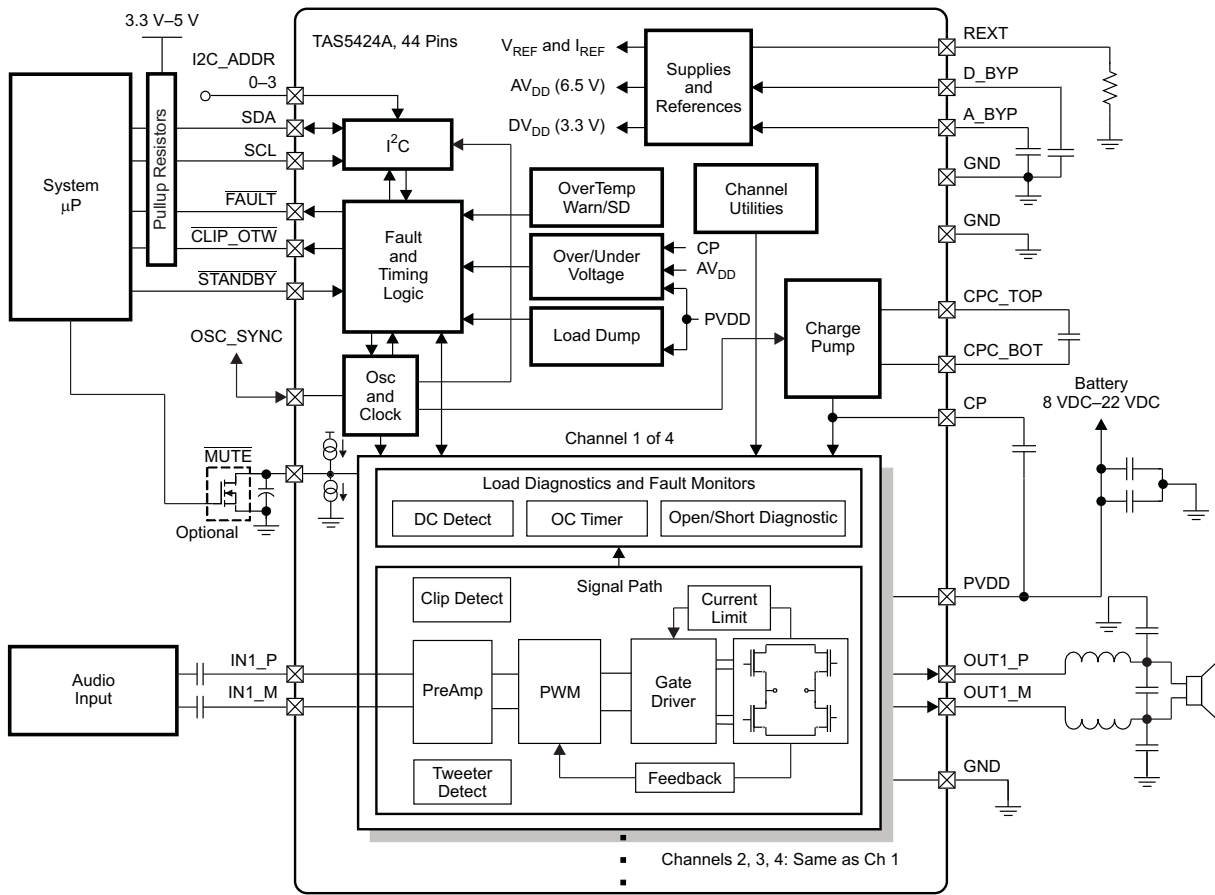 3.3 V–5 V
TAS5424A, 44 Pins
I2C_ADDR
0–3
SDA
SCL
FAULT
CLIP_OTW
STANDBY
OSC_SYNC
System
μP
Pullup Resistors
I²C
Fault
and
Timing
Logic
Osc
and
Clock
VREF and IREF
AVDD (6.5 V)
DVDD (3.3 V)
Supplies
and
References
OverTemp
Warn/SD
Over/Under
Voltage
Load Dump
CP
AVDD
PVDD
Channel
Utilities
Charge
Pump
REXT
D_BYP
A_BYP
GND
GND
CPC_TOP
CPC_BOT
CP
Battery
8 VDC–22 VDC
PVDD
OUT1_P
OUT1_M
GND
MUTE
Optional
Channel 1 of 4
Load Diagnostics and Fault Monitors
DC Detect
OC Timer
Open/Short Diagnostic
Signal Path
Clip Detect
Current
Limit
PreAmp
PWM
Gate
Driver
Tweeter
Detect
Feedback
Audio
Input
IN1_P
IN1_M
Channels 2, 3, 4: Same as Ch 1